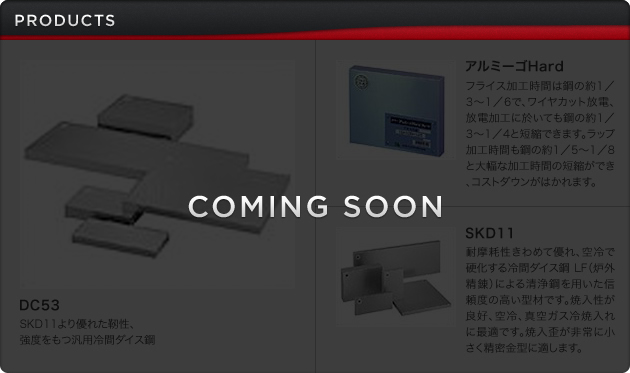 PRODUCTS
DC53
SKD11より優れた靭性、
強度をもつ汎用冷間ダイス鋼
アルミーゴHard
フライス加工時間は鋼の約1／
3〜1／6で、ワイヤカット放電、
放電加工に於いても鋼の約1／
3〜1／4と短縮できます。ラップ
加工時間も鋼の約1／5〜1／8
と大幅な加工時間の短縮ができ
、コストダウンがはかれます。
COMING SOON
SKD11
耐摩耗性きわめて優れ、空冷で
硬化する冷間ダイス鋼 LF（炉外
精錬）による清浄鋼を用いた信
頼度の高い型材です。焼入性が
良好、空冷、真空ガス冷焼入れ
に最適です。焼入歪が非常に小
さく精密金型に適します。